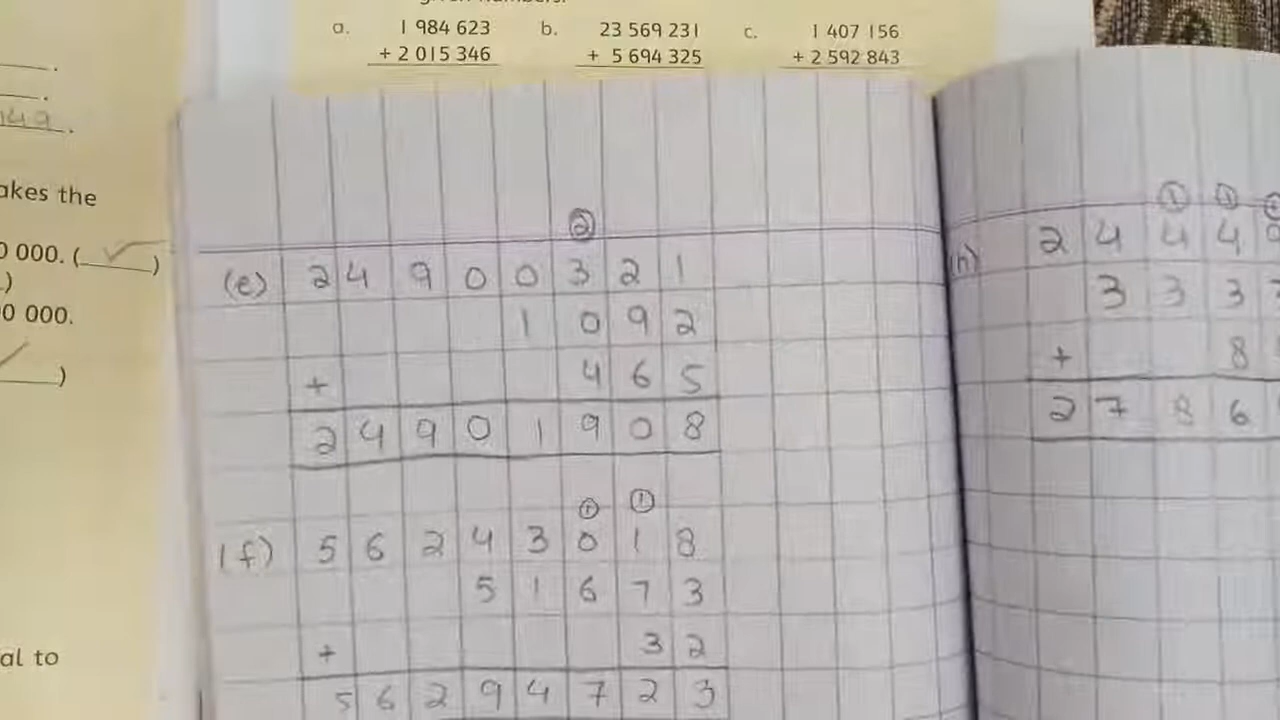 given numbers.
a. 1 984 623 b. 23 569 231 c. 1 407 156
+ 2 015 346 + 5 694 325 + 2 592 843
149.
akes the
0 000. (✓)
)
00 000.
)
al to
②
(e) 2 4 9 0 0 3 2 1
1 0 9 2
+ 4 6 5
2 4 9 0 1 9 0 8
① ①
(f) 5 6 2 4 3 0 1 8
5 1 6 7 3
+ 3 2
5 6 2 9 4 7 2 3
① ①
(h) 2 4 4 4
3 3 3
+ 8
2 7 8 6